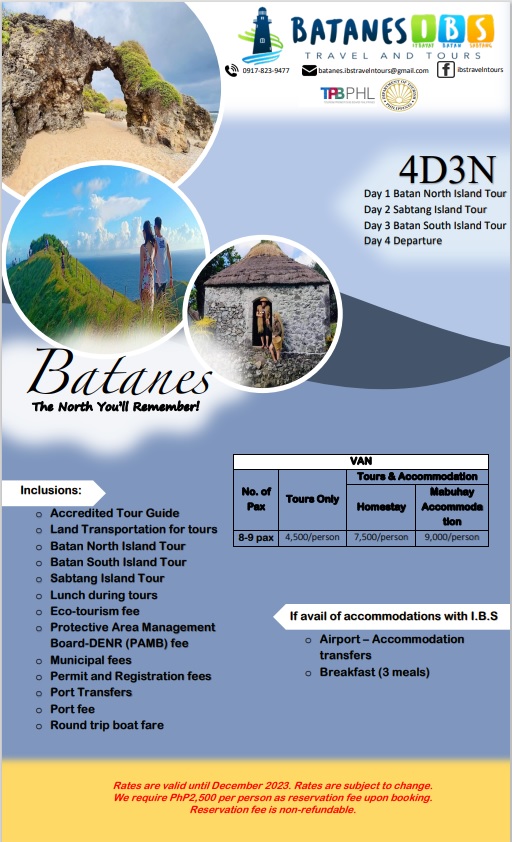 BATANES IBS
ITBAYAT BATAN SABTANG
TRAVEL AND TOURS
0917-823-9477 batanes.ibstravelntours@gmail.com ibstravelntours
TPBPHL
4D3N
Day 1 Batan North Island Tour
Day 2 Sabtang Island Tour
Day 3 Batan South Island Tour
Day 4 Departure
Batanes
The North You'll Remember!
VAN
No. of Pax
Tours Only
Tours & Accommodation
Homestay
Mabuhay Accommoda
tion
8-9 pax 4,500/person 7,500/person 9,000/person
Inclusions:
o Accredited Tour Guide
o Land Transportation for tours
o Batan North Island Tour
o Batan South Island Tour
o Sabtang Island Tour
o Lunch during tours
o Eco-tourism fee
o Protective Area Management
Board-DENR (PAMB) fee
o Municipal fees
o Permit and Registration fees
o Port Transfers
o Port fee
o Round trip boat fare
If avail of accommodations with I.B.S
o Airport – Accommodation
transfers
o Breakfast (3 meals)
Rates are valid until December 2023. Rates are subject to change.
We require PhP2,500 per person as reservation fee upon booking.
Reservation fee is non-refundable.